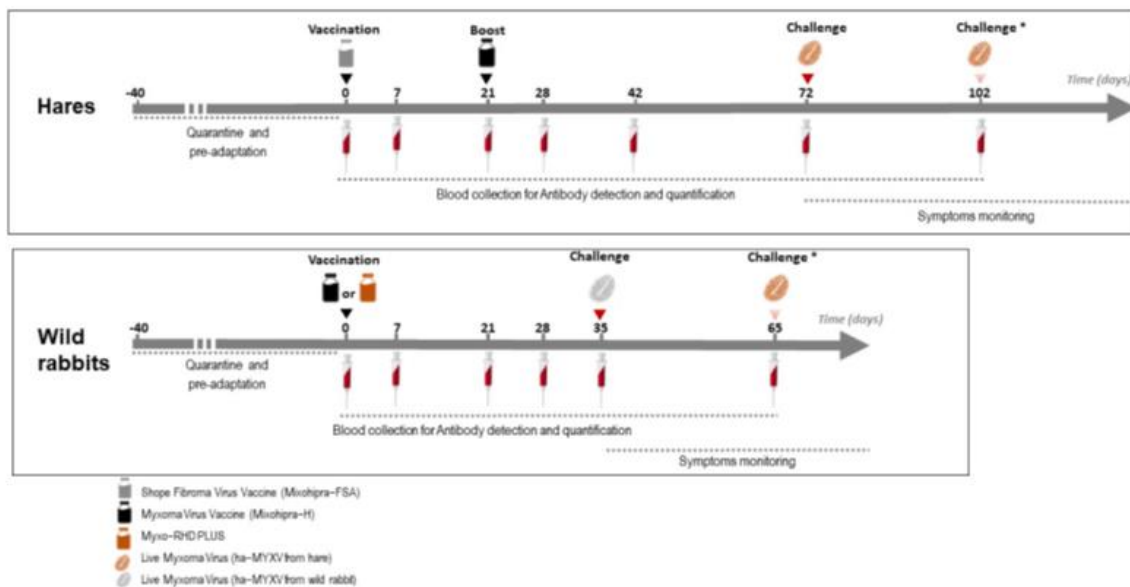 Vaccination Boost Challenge Challenge *
Time (days)
-40 0 7 21 28 42 72 102
Hares
Quarantine and
pre-adaptation
Blood collection for Antibody detection and quantification
Symptoms monitoring
Vaccination Challenge Challenge *
or
Time (days)
-40 0 7 21 28 35 65
Wild
rabbits
Quarantine and
pre-adaptation
Blood collection for Antibody detection and quantification
Symptoms monitoring
Shope Fibroma Virus Vaccine (Mixohipra-FSA)
Myxoma Virus Vaccine (Mixohipra-H)
Myxo-RHD PLUS
Live Myxoma Virus (ha-MYXV from hare)
Live Myxoma Virus (ha-MYXV from wild rabbit)